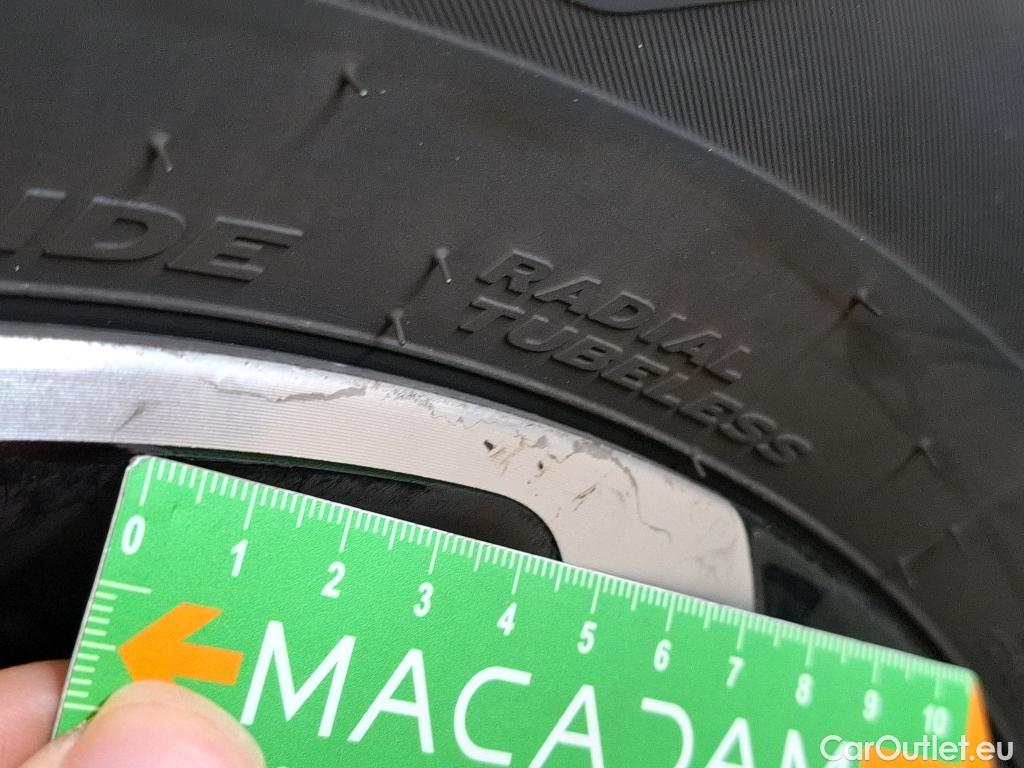 IDE
RADIAL
TUBELESS
0 1 2 3 4 5 6 7 8 9 10
MACADAM
CarOutlet.eu